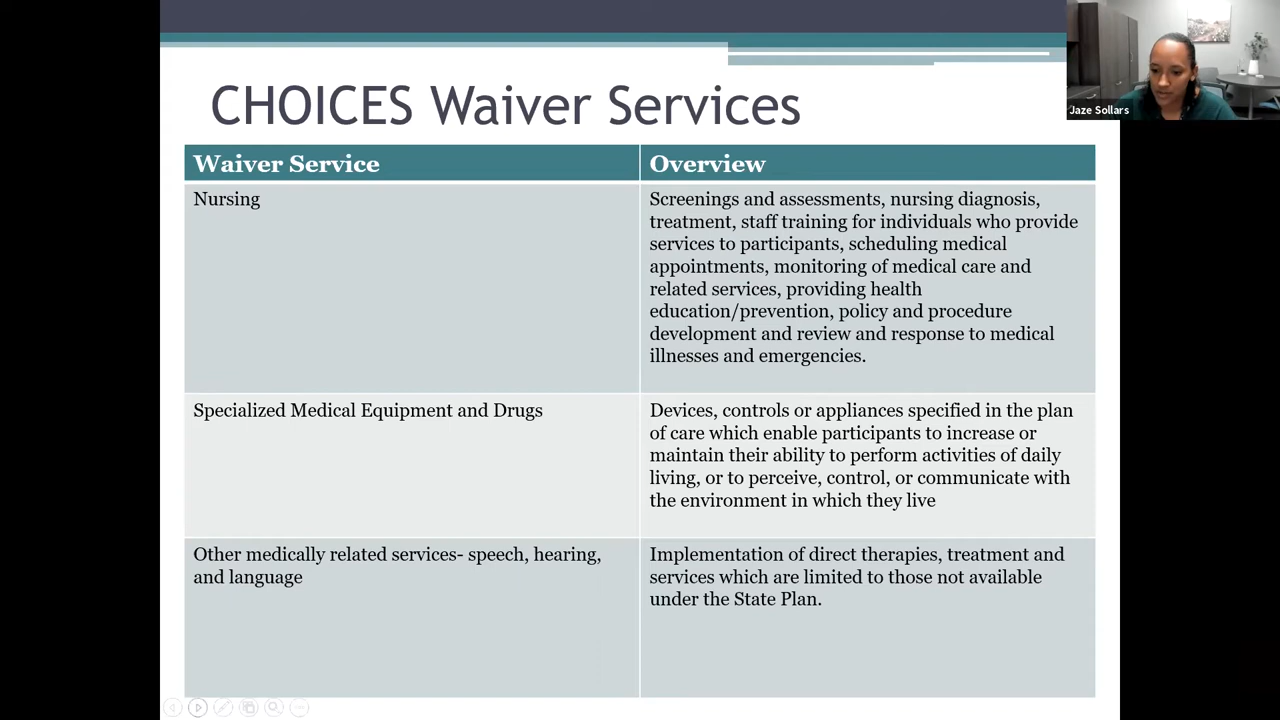 CHOICES Waiver Services
Jaze Sollars
Waiver Service
Overview
Nursing
Screenings and assessments, nursing diagnosis,
treatment, staff training for individuals who provide
services to participants, scheduling medical
appointments, monitoring of medical care and
related services, providing health
education/prevention, policy and procedure
development and review and response to medical
illnesses and emergencies.
Specialized Medical Equipment and Drugs
Devices, controls or appliances specified in the plan
of care which enable participants to increase or
maintain their ability to perform activities of daily
living, or to perceive, control, or communicate with
the environment in which they live
Other medically related services- speech, hearing,
and language
Implementation of direct therapies, treatment and
services which are limited to those not available
under the State Plan.